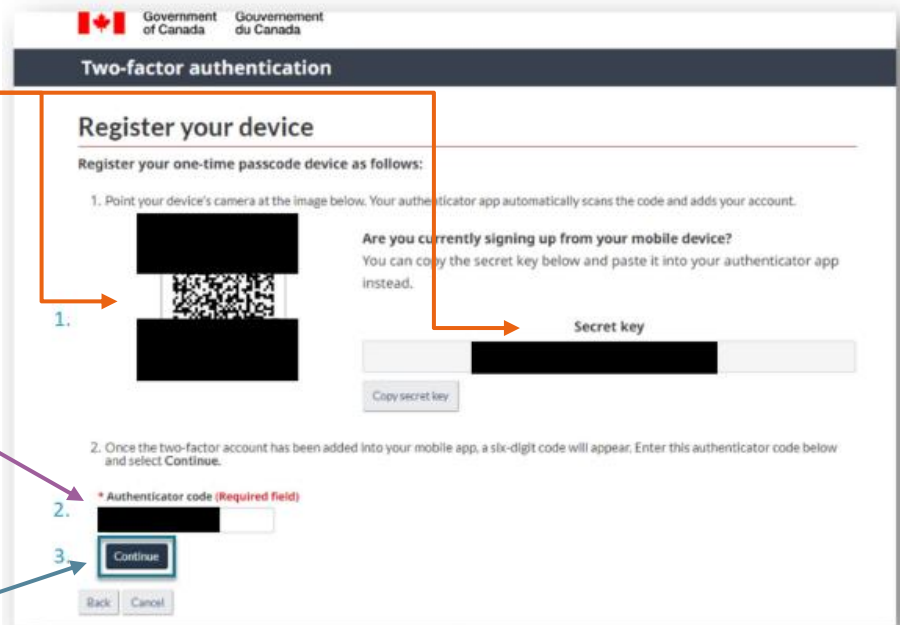 Government Gouvernement
of Canada du Canada
Two-factor authentication
Register your device
Register your one-time passcode device as follows:
1. Point your device's camera at the image below. Your authenticator app automatically scans the code and adds your account.
Are you currently signing up from your mobile device?
You can copy the secret key below and paste it into your authenticator app
instead.
1.
Secret key
Copy secret key
2. Once the two-factor account has been added into your mobile app, a six-digit code will appear. Enter this authenticator code below
and select Continue.
* Authenticator code (Required field)
2.
3.
Continue
Back Cancel